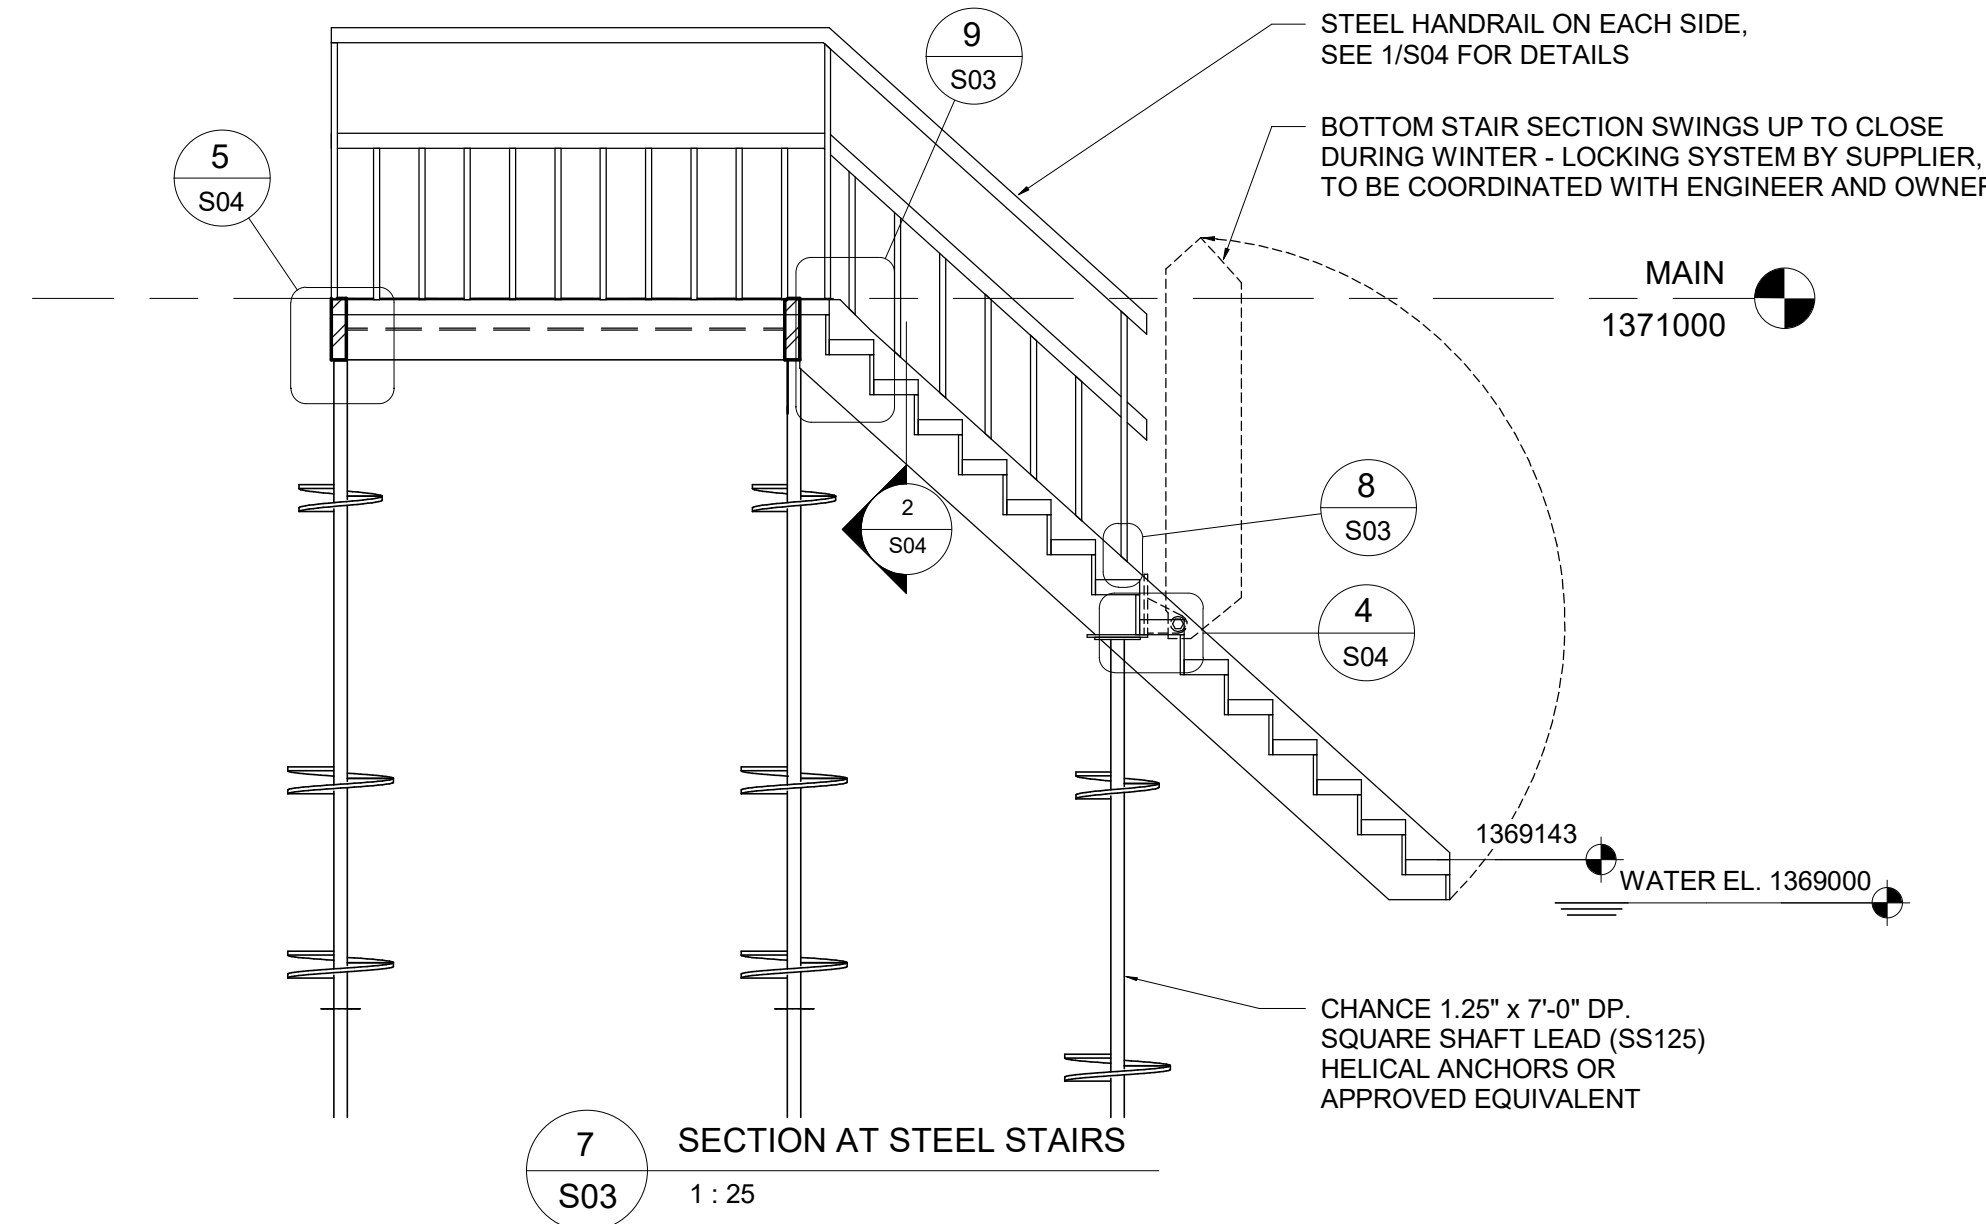 9
S03
STEEL HANDRAIL ON EACH SIDE,
SEE 1/S04 FOR DETAILS
BOTTOM STAIR SECTION SWINGS UP TO CLOSE
DURING WINTER - LOCKING SYSTEM BY SUPPLIER,
TO BE COORDINATED WITH ENGINEER AND OWNER
5
S04
MAIN
1371000
8
S03
2
S04
4
S04
1369143
WATER EL. 1369000
CHANCE 1.25" x 7'-0" DP.
SQUARE SHAFT LEAD (SS125)
HELICAL ANCHORS OR
APPROVED EQUIVALENT
7
S03
SECTION AT STEEL STAIRS
1 : 25